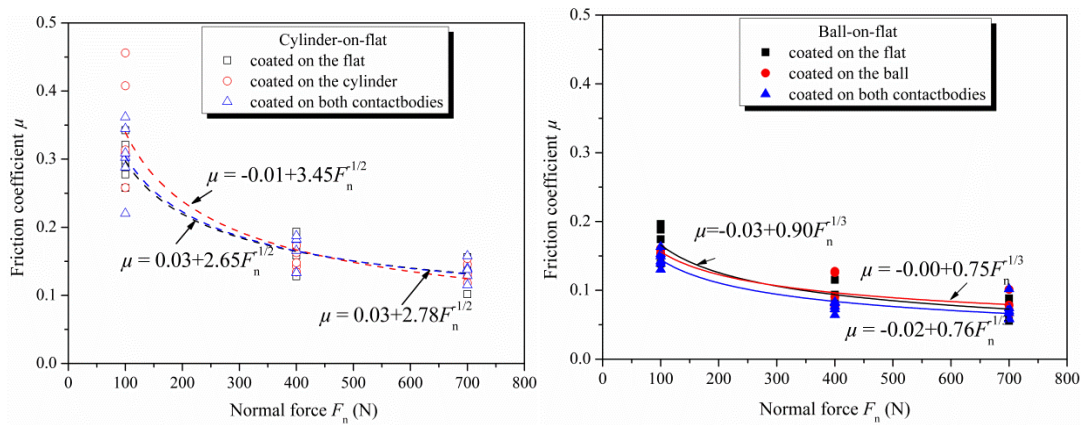 Cylinder-on-flat
coated on the flat
coated on the cylinder
coated on both contactbodies
μ = -0.01+3.45Fn-1/2
μ = 0.03+2.65Fn-1/2
μ = 0.03+2.78Fn-1/2
Friction coefficient μ
0.5
0.4
0.3
0.2
0.1
0.0
0 100 200 300 400 500 600 700 800
Normal force Fn (N)
Ball-on-flat
coated on the flat
coated on the ball
coated on both contactbodies
μ=-0.03+0.90Fn-1/3
μ = -0.00+0.75Fn-1/3
μ = -0.02+0.76Fn-1/3
Friction coefficient μ
0.5
0.4
0.3
0.2
0.1
0.0
0 100 200 300 400 500 600 700 800
Normal force Fn (N)